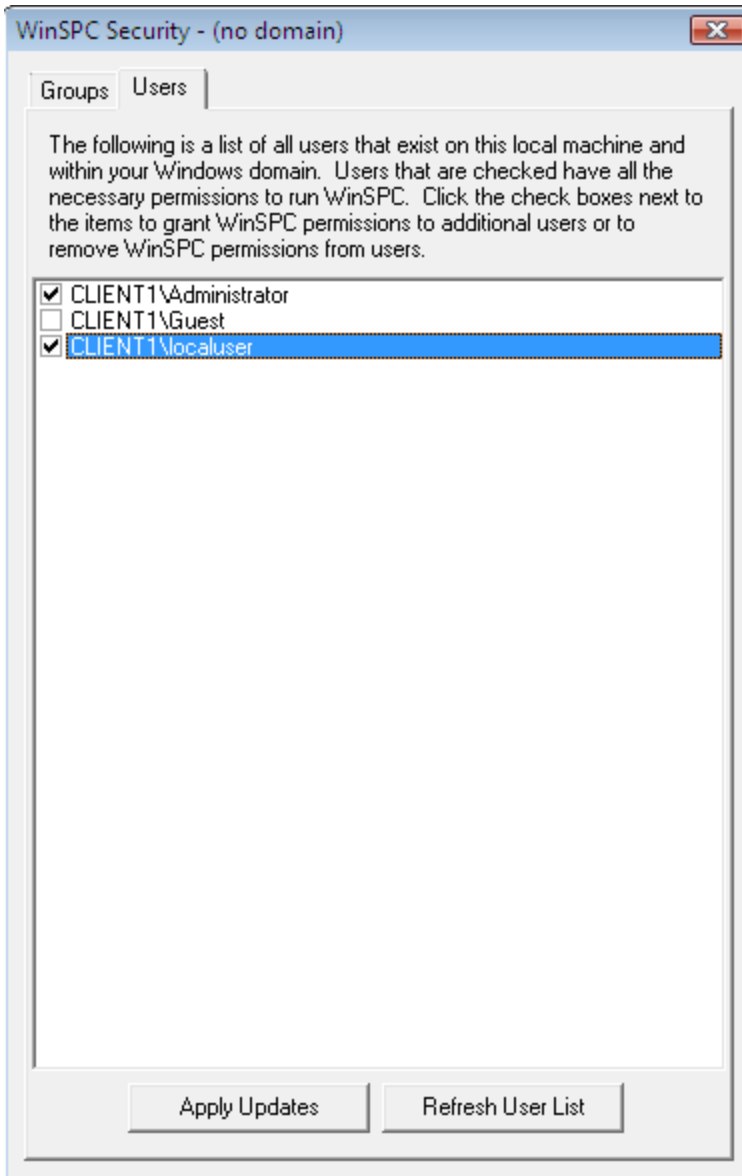 WinSPC Security - (no domain)
Groups Users
The following is a list of all users that exist on this local machine and
within your Windows domain.  Users that are checked have all the
necessary permissions to run WinSPC.  Click the check boxes next to
the items to grant WinSPC permissions to additional users or to
remove WinSPC permissions from users.
CLIENT1\Administrator
CLIENT1\Guest
CLIENT1\localuser
Apply Updates Refresh User List